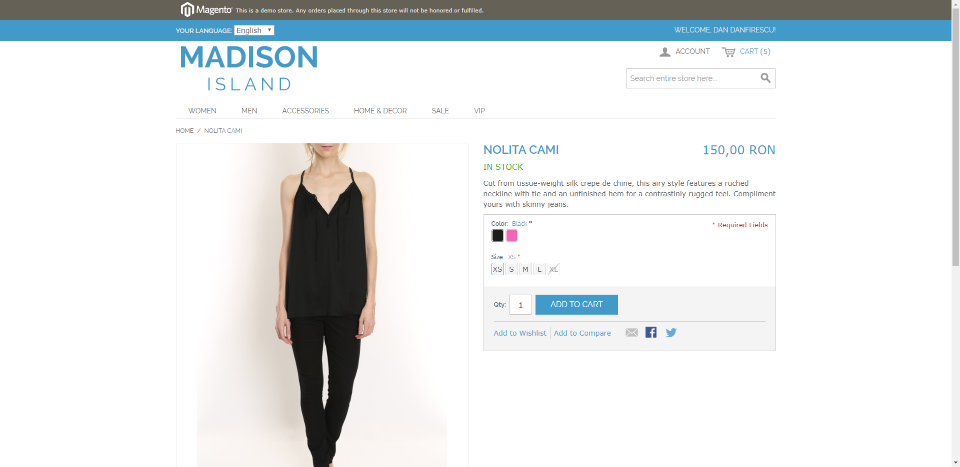 Magento® This is a demo store. Any orders placed through this store will not be honored or fulfilled.
YOUR LANGUAGE: English
WELCOME, DAN DANFIRESCU!
MADISON
ISLAND
ACCOUNT CART (5)
Search entire store here...
WOMEN MEN ACCESSORIES HOME & DECOR SALE VIP
HOME / NOLITA CAMI
NOLITA CAMI 150,00 RON
IN STOCK
Cut from tissue-weight silk crepe de chine, this airy style features a ruched
neckline with tie and an unfinished hem for a contrastinly rugged feel. Compliment
yours with skinny jeans.
Color: Black *
* Required Fields
Size XS *
XS S M L XL
Qty: 1 ADD TO CART
Add to Wishlist Add to Compare